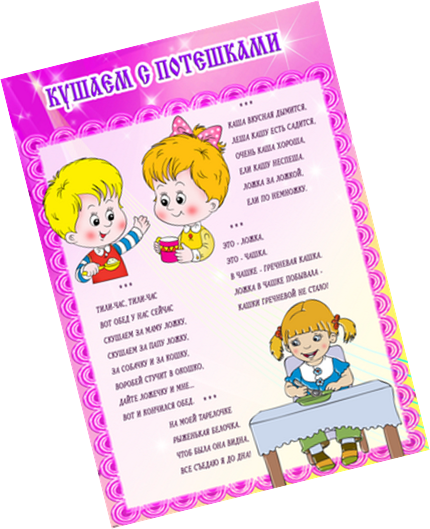 КУШАЕМ С ПОТЕШКАМИ
***
КАША ВКУСНАЯ ДЫМИТСЯ,
ЛЕША КАШУ ЕСТЬ САДИТСЯ,
ОЧЕНЬ КАША ХОРОША,
ЕЛИ КАШУ НЕСПЕША.
ЛОЖКА ЗА ЛОЖКОЙ,
ЕЛИ ПО НЕМНОЖКУ.
***
ЭТО - ЛОЖКА,
ЭТО - ЧАШКА.
В ЧАШКЕ - ГРЕЧНЕВАЯ КАШКА.
ЛОЖКА В ЧАШКЕ ПОБЫВАЛА -
КАШКИ ГРЕЧНЕВОЙ НЕ СТАЛО!
***
ТИЛИ-ЧАС, ТИЛИ-ЧАС
ВОТ ОБЕД У НАС СЕЙЧАС
СКУШАЕМ ЗА МАМУ ЛОЖКУ,
СКУШАЕМ ЗА ПАПУ ЛОЖКУ,
ЗА СОБАЧКУ И ЗА КОШКУ,
ВОРОБЕЙ СТУЧИТ В ОКОШКО,
ДАЙТЕ ЛОЖЕЧКУ И МНЕ...
ВОТ И КОНЧИЛСЯ ОБЕД.
***
НА МОЕЙ ТАРЕЛОЧКЕ
РЫЖЕНЬКАЯ БЕЛОЧКА.
ЧТОБ БЫЛА ОНА ВИДНА,
ВСЕ СЪЕДАЮ Я ДО ДНА!